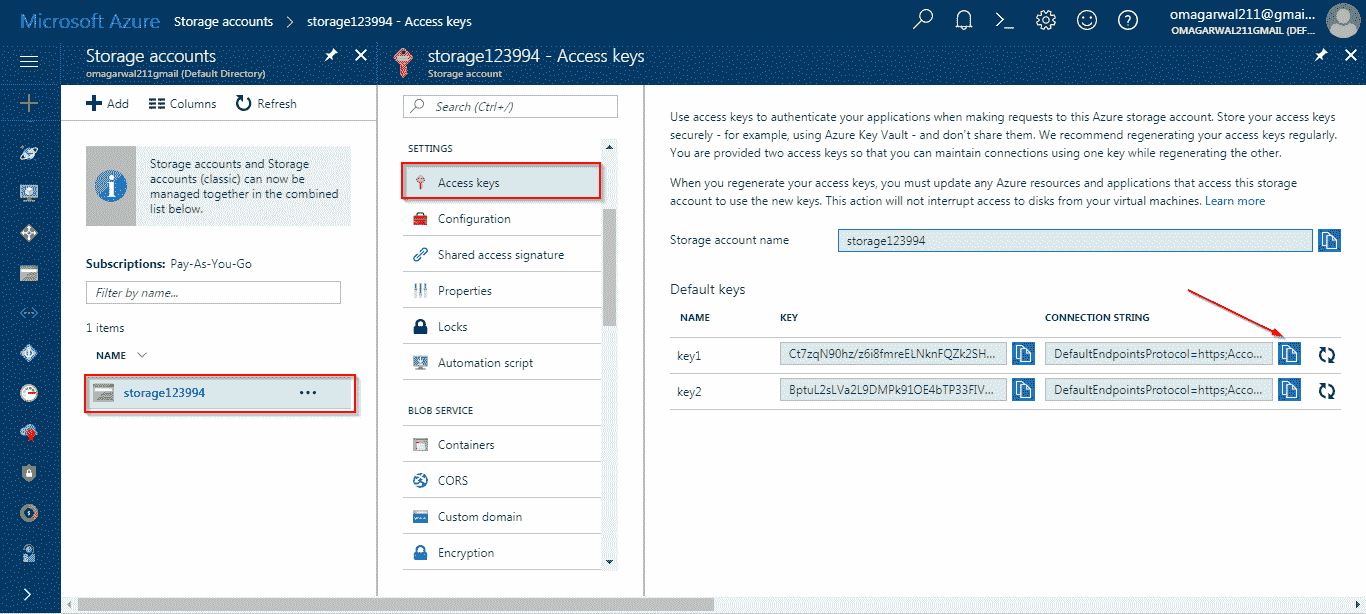 Microsoft Azure Storage accounts > storage123994 - Access keys
omagarwal211@gmai...
OMAGARWAL211GMAIL (DEF...
Storage accounts
omagarwal211gmail (Default Directory)
Add Columns Refresh
Storage accounts and Storage
accounts (classic) can now be
managed together in the combined
list below.
Subscriptions: Pay-As-You-Go
Filter by name...
1 items
NAME
storage123994 ...
storage123994 - Access keys
Storage account
Search (Ctrl+/)
SETTINGS
Access keys
Configuration
Shared access signature
Properties
Locks
Automation script
BLOB SERVICE
Containers
CORS
Custom domain
Encryption
Use access keys to authenticate your applications when making requests to this Azure storage account. Store your access keys
securely - for example, using Azure Key Vault - and don't share them. We recommend regenerating your access keys regularly.
You are provided two access keys so that you can maintain connections using one key while regenerating the other.
When you regenerate your access keys, you must update any Azure resources and applications that access this storage
account to use the new keys. This action will not interrupt access to disks from your virtual machines. Learn more
Storage account name storage123994
Default keys
NAME KEY CONNECTION STRING
key1 Ct7zqN90hz/z6i8fmreELNknFQZk2SH... DefaultEndpointsProtocol=https;Acco...
key2 BptuL2sLVa2L9DMPk91OE4bTP33FIV... DefaultEndpointsProtocol=https;Acco...